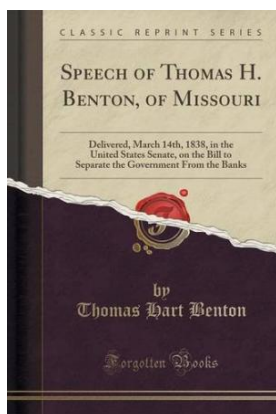 CLASSIC REPRINT SERIES
SPEECH OF THOMAS H.
BENTON, OF MISSOURI
Delivered, March 14th, 1838, in the
United States Senate, on the Bill to
Separate the Government From the Banks
by
Thomas Hart Benton
Forgotten Books